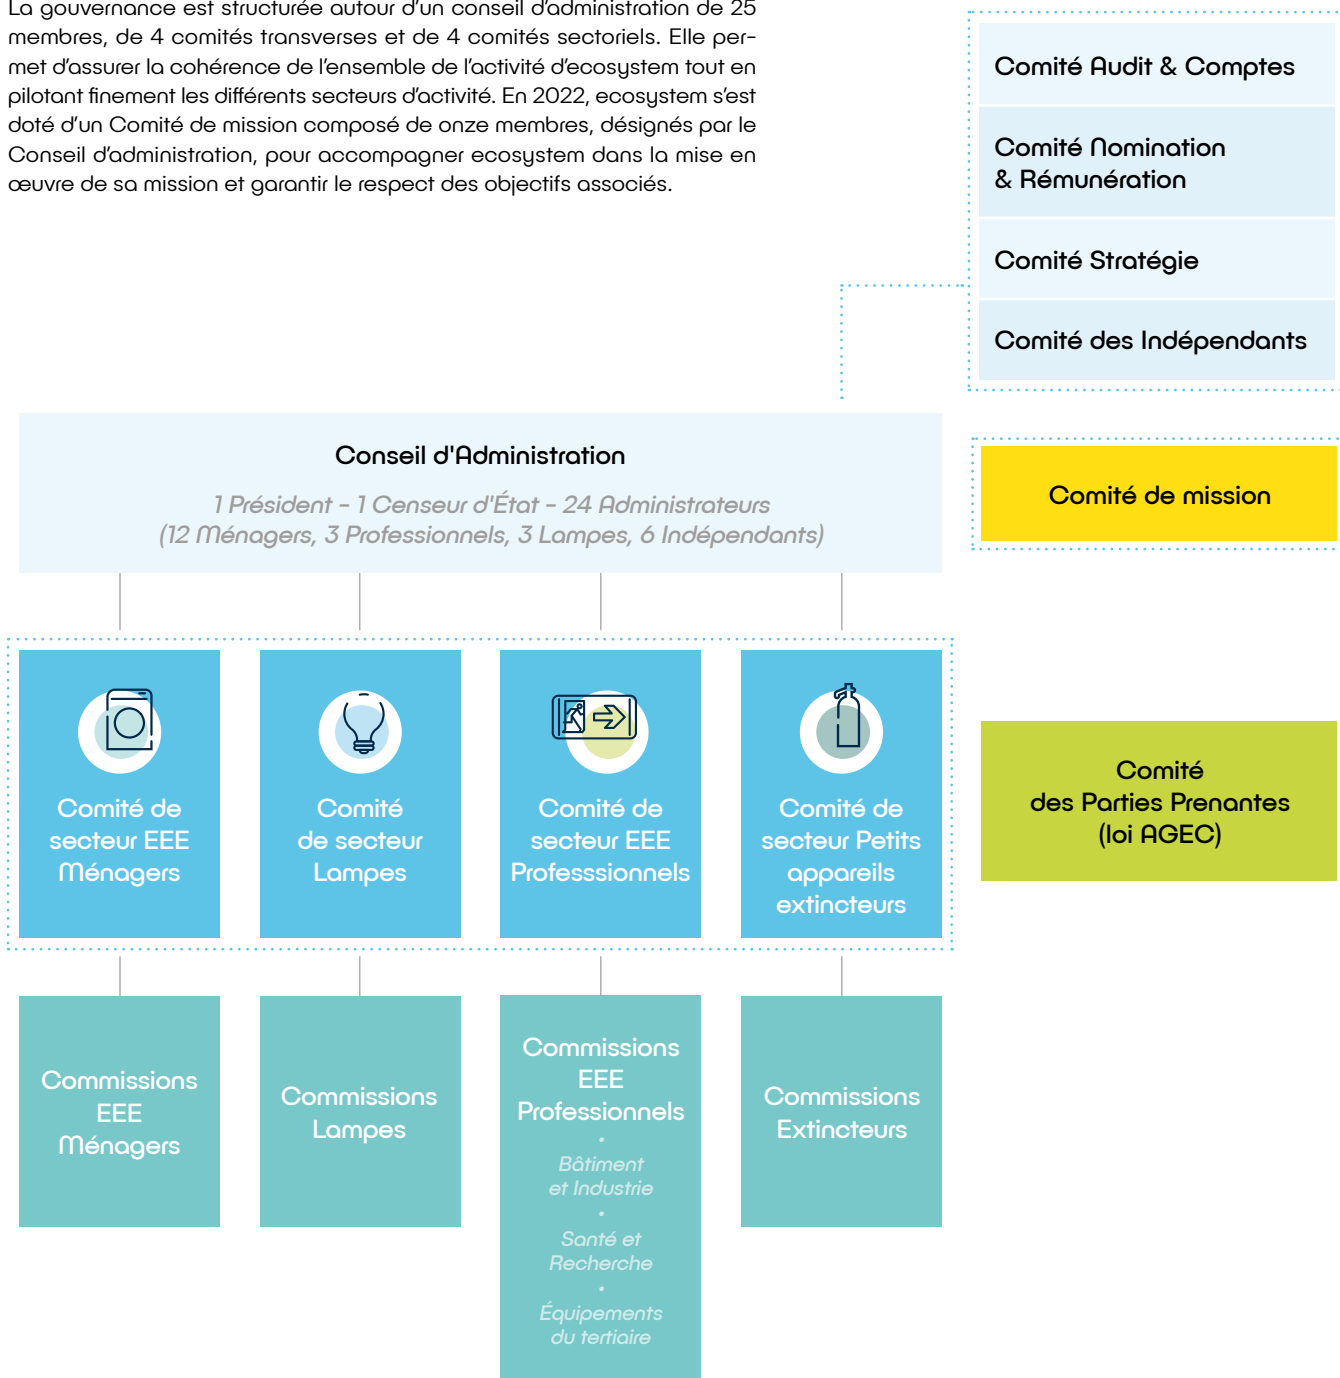 La gouvernance est structurée autour d'un conseil d'administration de 25
membres, de 4 comités transverses et de 4 comités sectoriels. Elle per-
met d'assurer la cohérence de l'ensemble de l'activité d'ecosystem tout en
pilotant finement les différents secteurs d'activité. En 2022, ecosystem s'est
doté d'un Comité de mission composé de onze membres, désignés par le
Conseil d'administration, pour accompagner ecosystem dans la mise en
œuvre de sa mission et garantir le respect des objectifs associés.
Comité Audit & Comptes
Comité Nomination
& Rémunération
Comité Stratégie
Comité des Indépendants
Conseil d'Administration
1 Président - 1 Censeur d'État - 24 Administrateurs
(12 Ménagers, 3 Professionnels, 3 Lampes, 6 Indépendants)
Comité de mission
Comité de
secteur EEE
Ménagers
Comité
de secteur
Lampes
Comité de
secteur EEE
Professsionnels
Comité de
secteur Petits
appareils
extincteurs
Comité
des Parties Prenantes
(loi AGEC)
Commissions
EEE
Ménagers
Commissions
Lampes
Commissions
EEE
Professionnels
•
Bâtiment
et Industrie
•
Santé et
Recherche
•
Équipements
du tertiaire
Commissions
Extincteurs